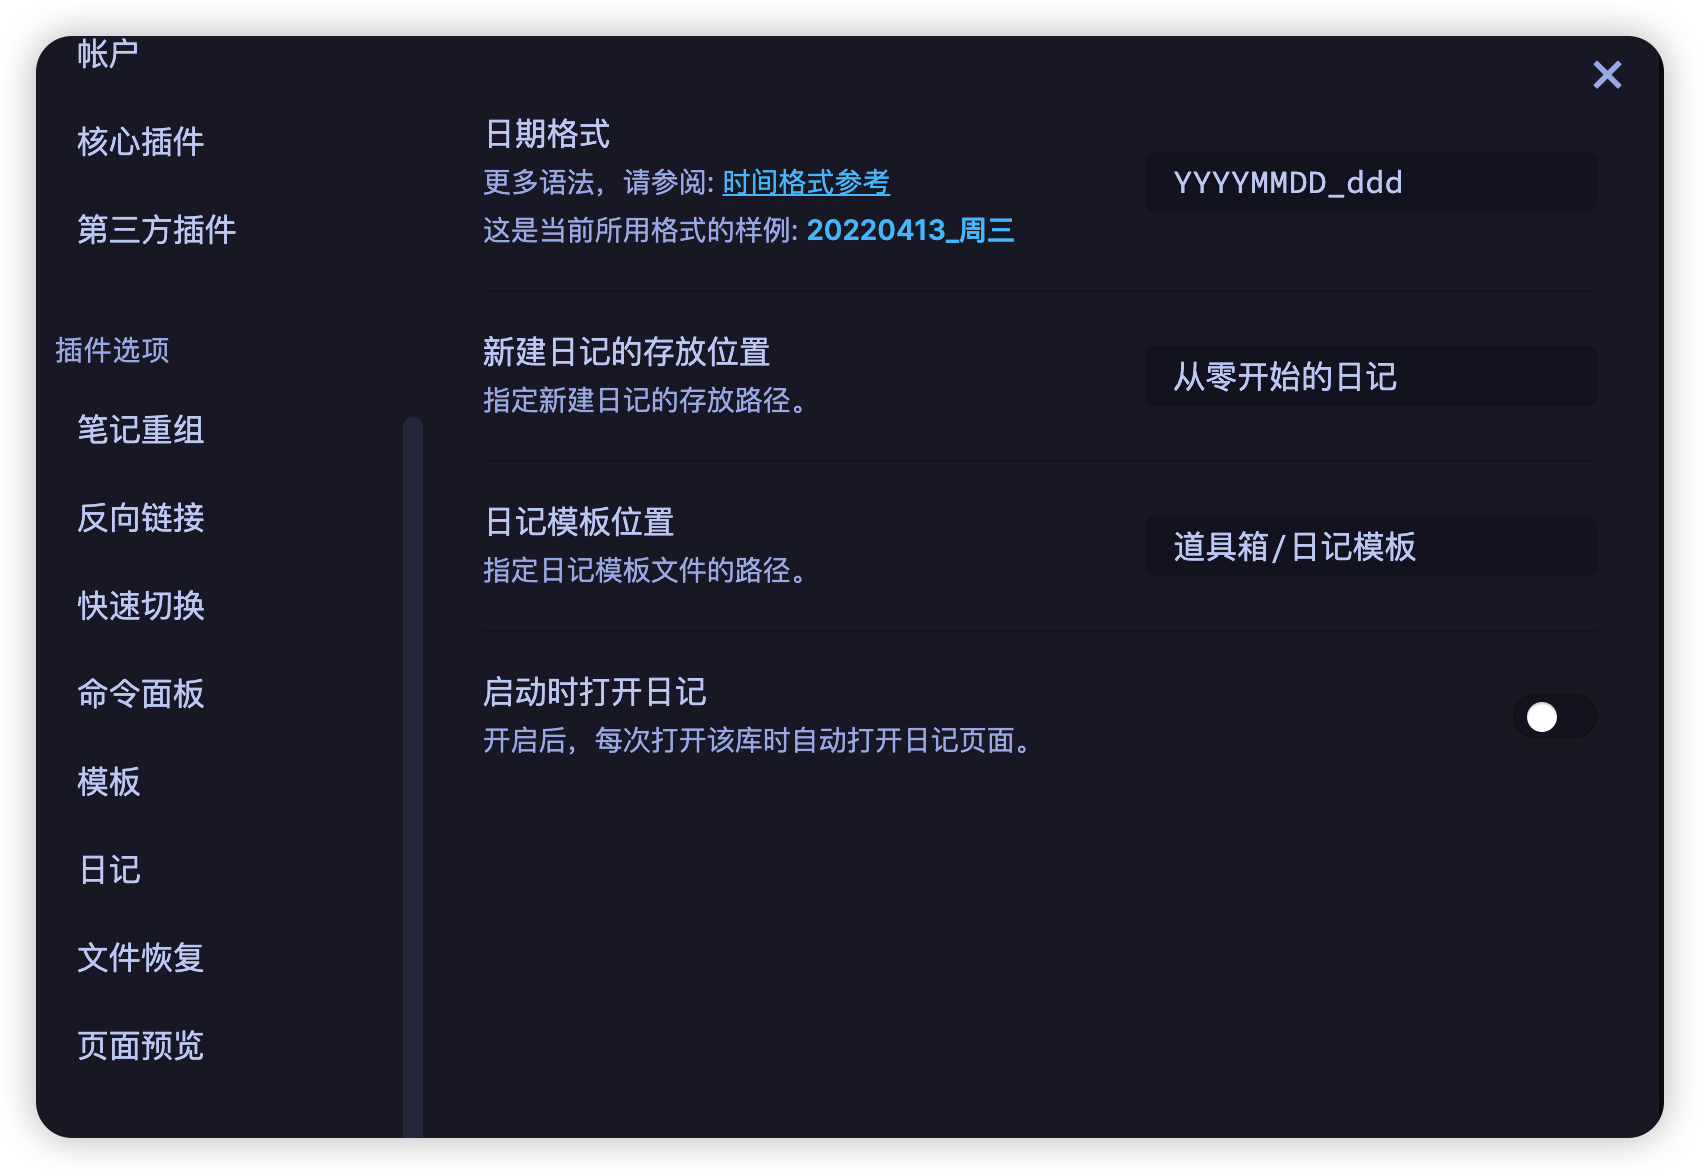 帐户
核心插件
第三方插件
插件选项
笔记重组
反向链接
快速切换
命令面板
模板
日记
文件恢复
页面预览
日期格式
更多语法，请参阅: 时间格式参考
这是当前所用格式的样例: 20220413_周三
YYYYMMDD_ddd
新建日记的存放位置
指定新建日记的存放路径。
从零开始的日记
日记模板位置
指定日记模板文件的路径。
道具箱/日记模板
启动时打开日记
开启后，每次打开该库时自动打开日记页面。